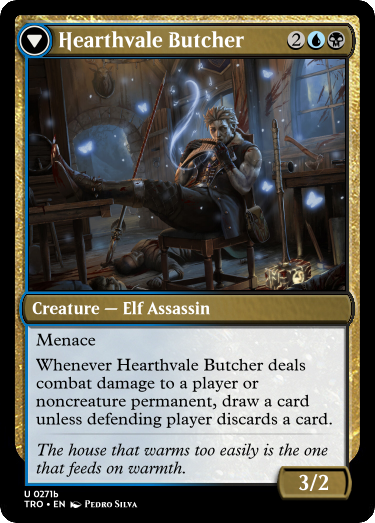 Hearthvale Butcher 2
Creature — Elf Assassin
Menace
Whenever Hearthvale Butcher deals
combat damage to a player or
noncreature permanent, draw a card
unless defending player discards a card.
The house that warms too easily is the one
that feeds on warmth.
3/2
U 0271b
TRO • EN Pedro Silva